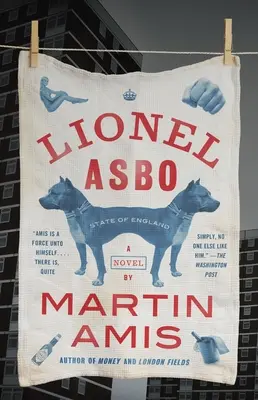 LIONEL
ASBO
STATE OF ENGLAND
"AMIS IS A
FORCE UNTO
HIMSELF....
THERE IS,
QUITE
SIMPLY, NO
ONE ELSE LIKE
HIM." —THE
WASHINGTON
POST
A
NOVEL
BY
MARTIN
AMIS
AUTHOR OF MONEY AND LONDON FIELDS